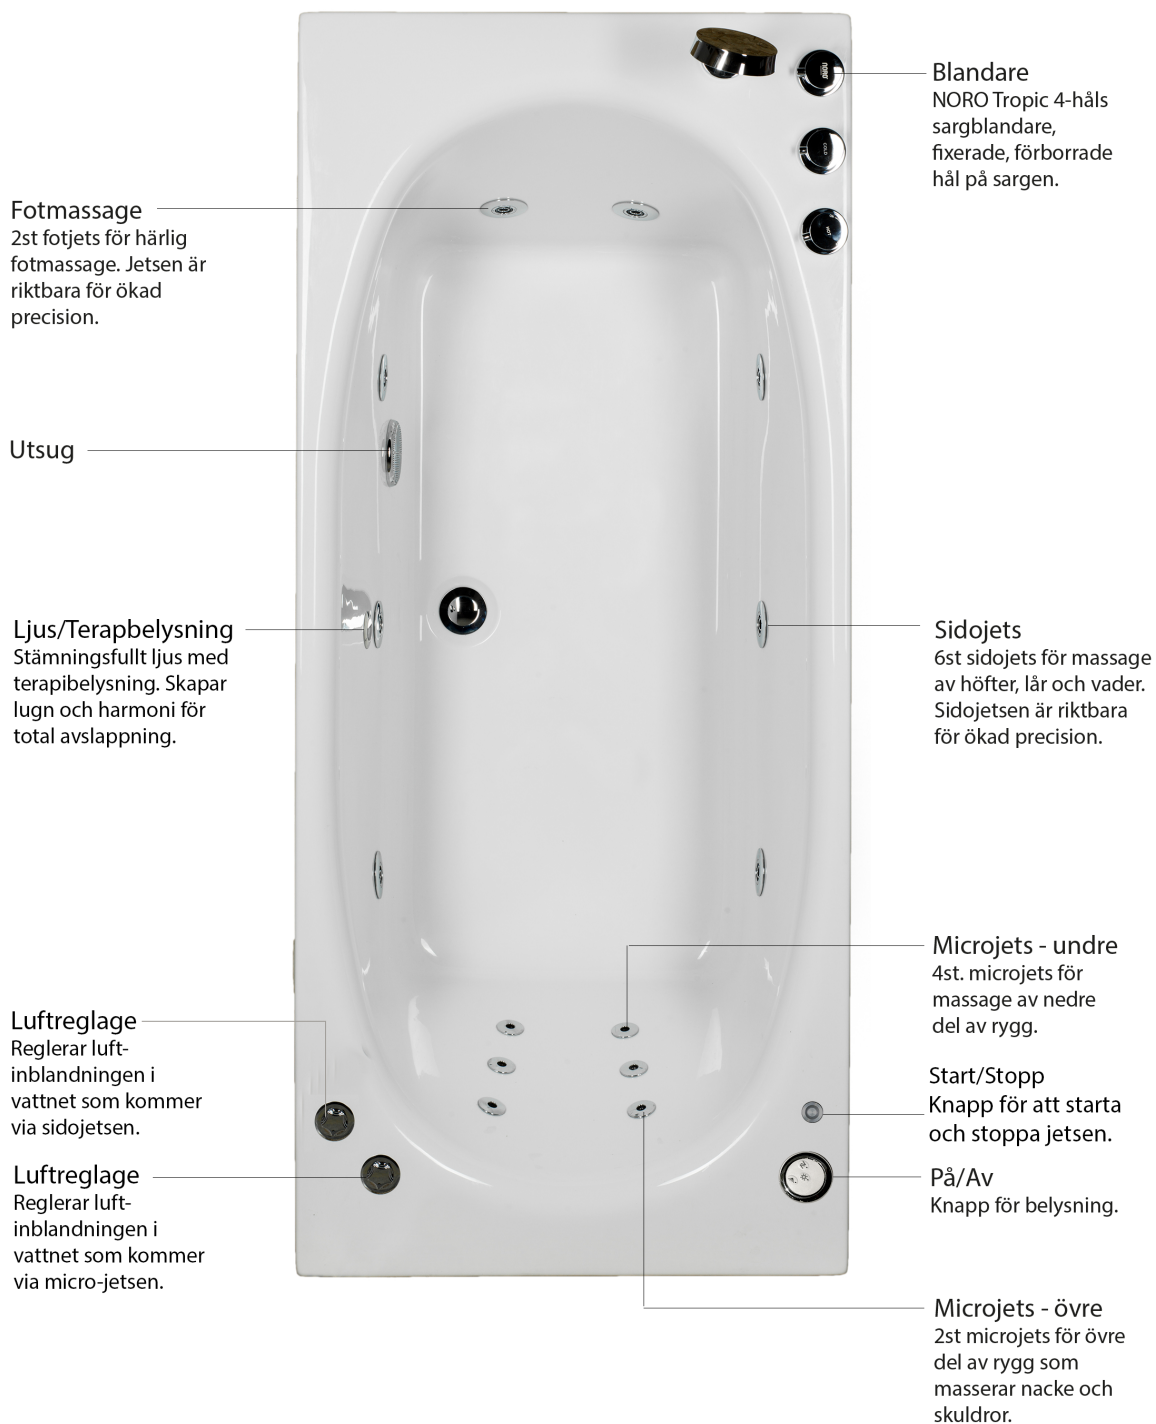 Blandare
NORO Tropic 4-håls
sargblandare,
fixerade, förborrade
hål på sargen.
NORO
COLD
HOT
Fotmassage
2st fotjets för härlig
fotmassage. Jetsen är
riktbara för ökad
precision.
Utsug
Ljus/Terapbelysning
Stämningsfullt ljus med
terapibelysning. Skapar
lugn och harmoni för
total avslappning.
Sidojets
6st sidojets för massage
av höfter, lår och vader.
Sidojetsen är riktbara
för ökad precision.
Microjets - undre
4st. microjets för
massage av nedre
del av rygg.
Luftreglage
Reglerar luft-
inblandningen i
vattnet som kommer
via sidojetsen.
Start/Stopp
Knapp för att starta
och stoppa jetsen.
Luftreglage
Reglerar luft-
inblandningen i
vattnet som kommer
via micro-jetsen.
På/Av
Knapp för belysning.
Microjets - övre
2st microjets för övre
del av rygg som
masserar nacke och
skuldror.